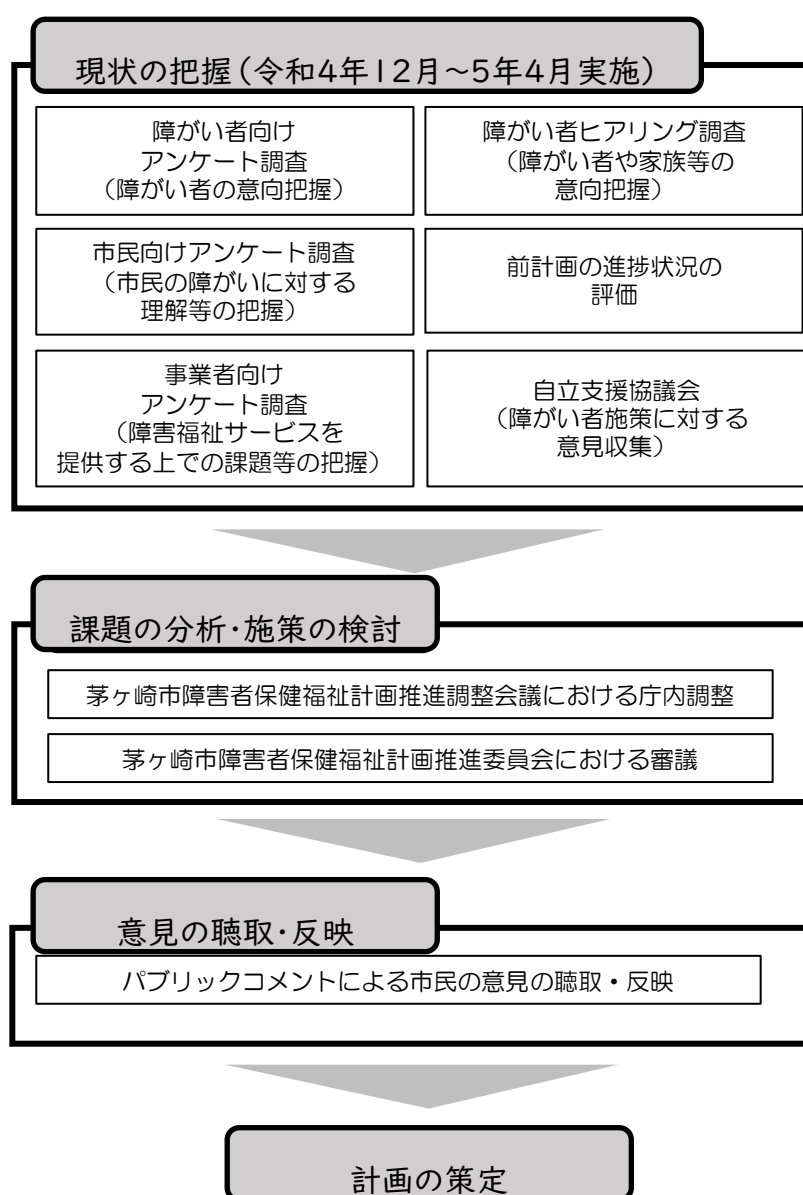 現状の把握（令和4年12月～5年4月実施）
障がい者向け
アンケート調査
（障がい者の意向把握）
障がい者ヒアリング調査
（障がい者や家族等の
意向把握）
市民向けアンケート調査
（市民の障がいに対する
理解等の把握）
前計画の進捗状況の
評価
事業者向け
アンケート調査
（障害福祉サービスを
提供する上での課題等の把握）
自立支援協議会
（障がい者施策に対する
意見収集）
課題の分析・施策の検討
茅ヶ崎市障害者保健福祉計画推進調整会議における庁内調整
茅ヶ崎市障害者保健福祉計画推進委員会における審議
意見の聴取・反映
パブリックコメントによる市民の意見の聴取・反映
計画の策定